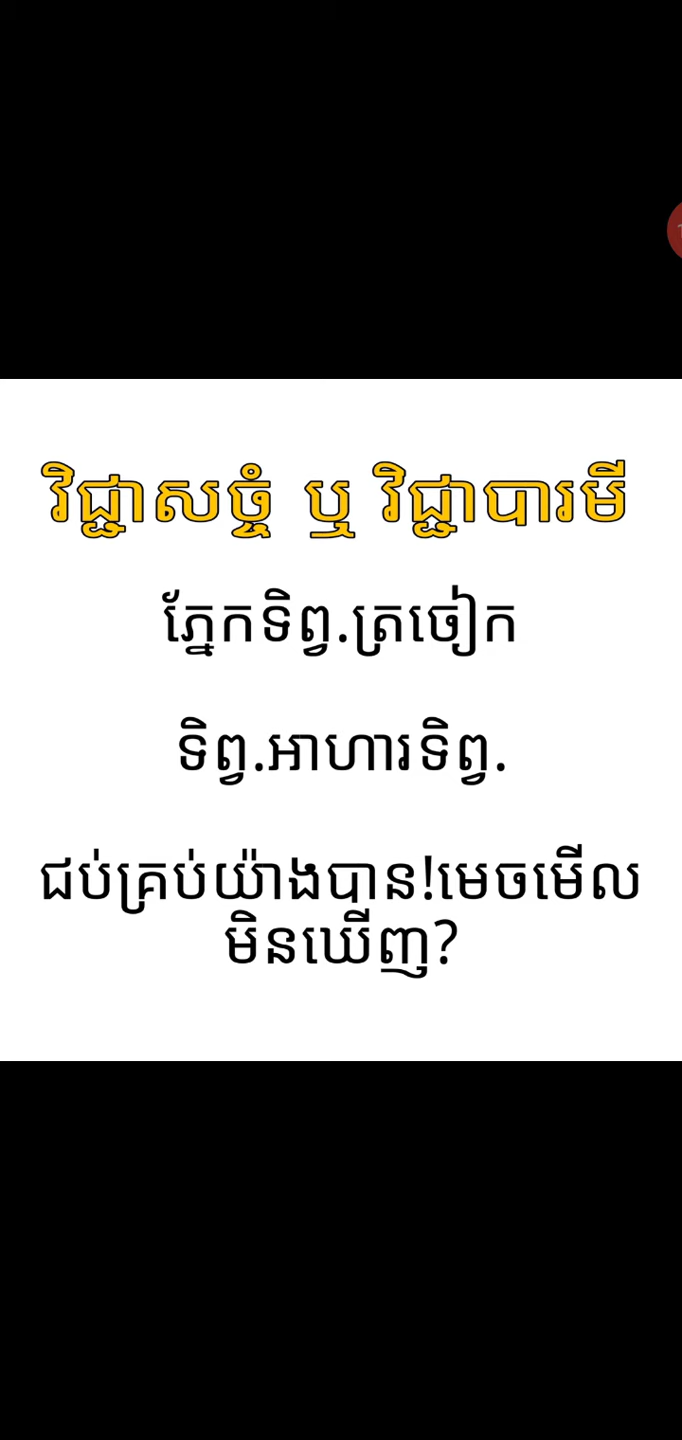 វិជ្ជាសច្ចំ ឬ វិជ្ជាបារមី
ភ្នែកទិព្វ.ត្រចៀក
ទិព្វ.អាហារទិព្វ.
ជប់គ្រប់យ៉ាងបាន!មេចមើល
មិនឃើញ?